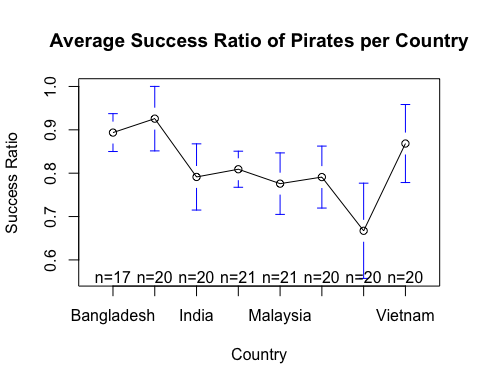 Average Success Ratio of Pirates per Country
Success Ratio
1.0
0.9
0.8
0.7
0.6
n=17 n=20 n=20 n=21 n=21 n=20 n=20 n=20
Bangladesh India Malaysia Vietnam
Country